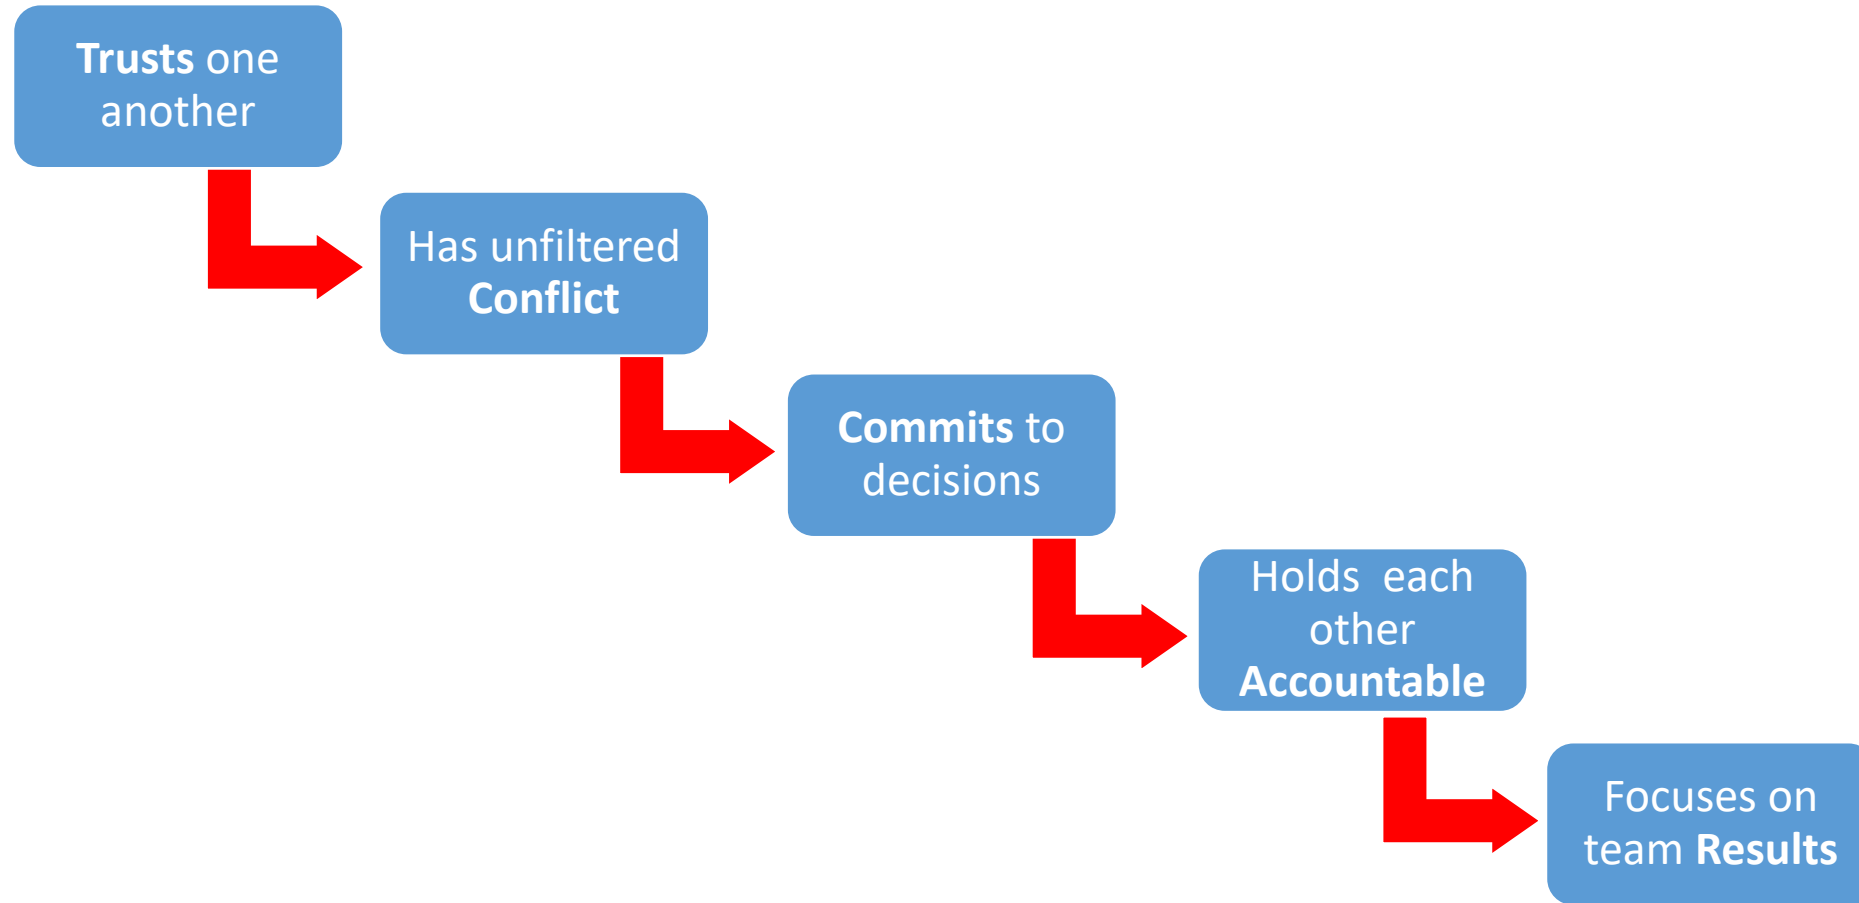 Trusts one
another
Has unfiltered
Conflict
Commits to
decisions
Holds  each
other
Accountable
Focuses on
team Results